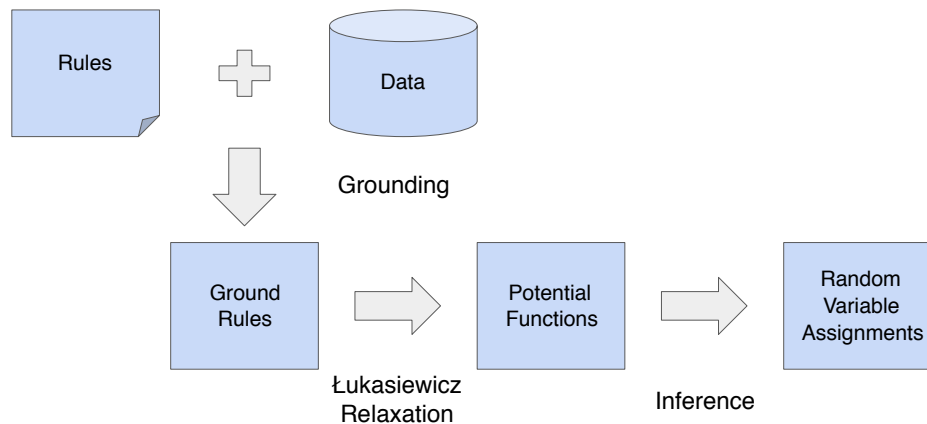 Rules
Data
Grounding
Ground
Rules
Potential
Functions
Random
Variable
Assignments
Łukasiewicz
Relaxation
Inference